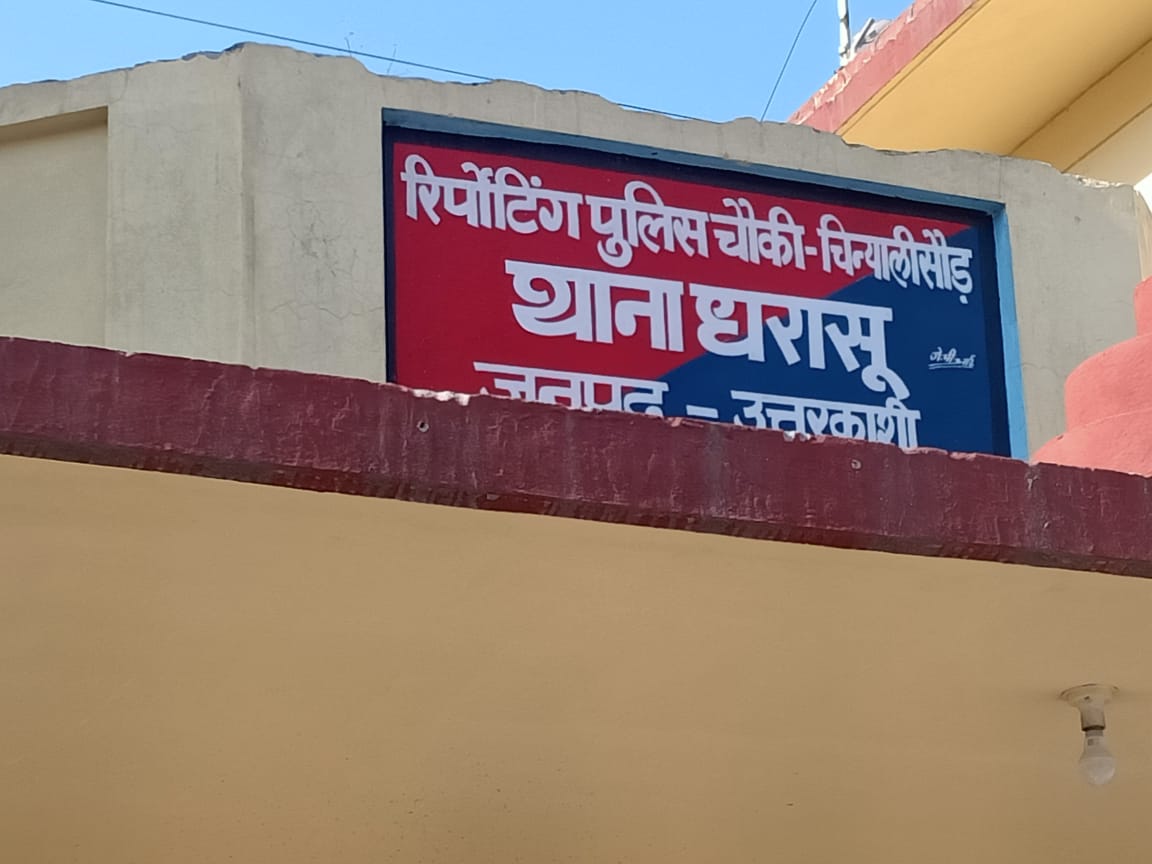 रिर्पोटिंग पुलिस चौकी-चिन्यालीसौड़
थाना धरासू
जनपद - उत्तरकाशी